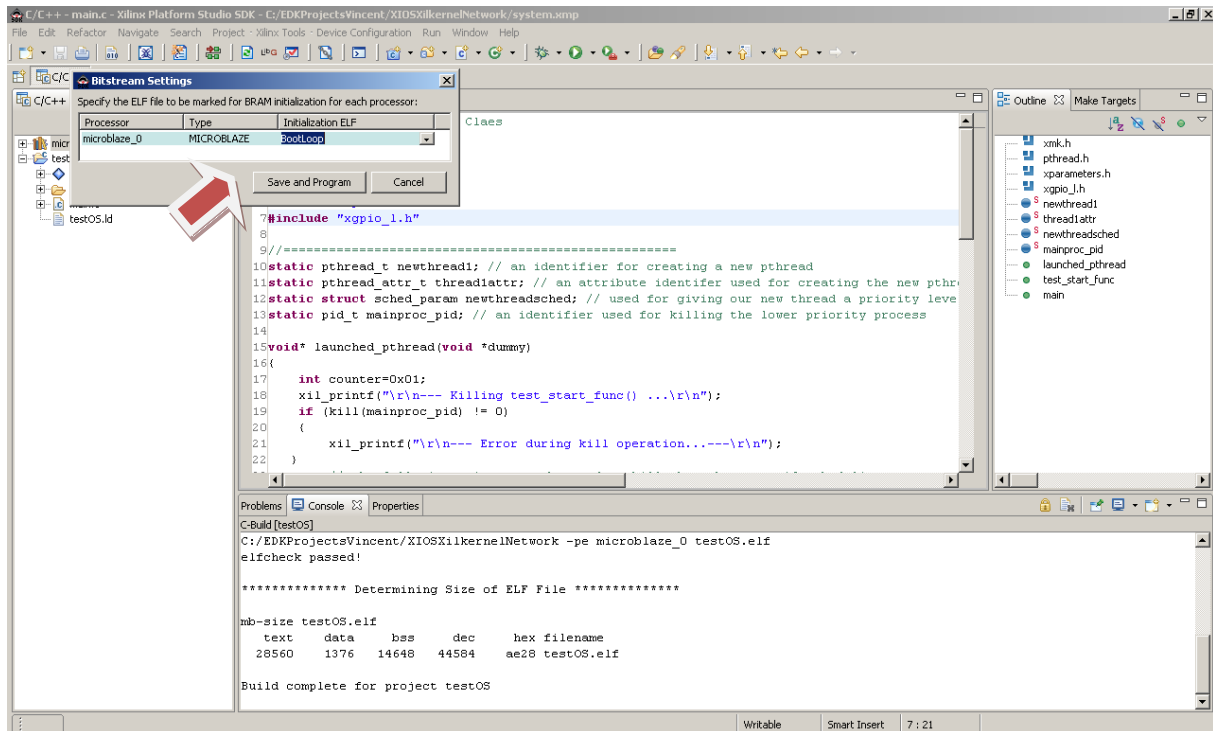 C/C++ - main.c - Xilinx Platform Studio SDK - C:/EDKProjectsVincent/XIOSXilkernelNetwork/system.xmp
File Edit Refactor Navigate Search Project Xilinx Tools Device Configuration Run Window Help
C/C
Bitstream Settings
Specify the ELF file to be marked for BRAM initialization for each processor:
Processor Type Initialization ELF
microblaze_0 MICROBLAZE BootLoop
Save and Program Cancel
C/C++
micr
test
testOS.ld
Claes
7 #include "xgpio_l.h"
8
9 //====================================================
10 static pthread_t newthread1; // an identifier for creating a new pthread
11 static pthread_attr_t thread1attr; // an attribute identifer used for creating the new pthr
12 static struct sched_param newthreadsched; // used for giving our new thread a priority leve
13 static pid_t mainproc_pid; // an identifier used for killing the lower priority process
14
15 void* launched_pthread(void *dummy)
16 {
17 int counter=0x01;
18 xil_printf("\r\n--- Killing test_start_func() ...\r\n");
19 if (kill(mainproc_pid) != 0)
20 {
21 xil_printf("\r\n--- Error during kill operation...---\r\n");
22 }
Outline Make Targets
xmk.h
pthread.h
xparameters.h
xgpio_l.h
newthread1
thread1attr
newthreadsched
mainproc_pid
launched_pthread
test_start_func
main
Problems Console Properties
C-Build [testOS]
C:/EDKProjectsVincent/XIOSXilkernelNetwork -pe microblaze_0 testOS.elf
elfcheck passed!
************** Determining Size of ELF File **************
mb-size testOS.elf
text data bss dec hex filename
28560 1376 14648 44584 ae28 testOS.elf
Build complete for project testOS
Writable Smart Insert 7 : 21